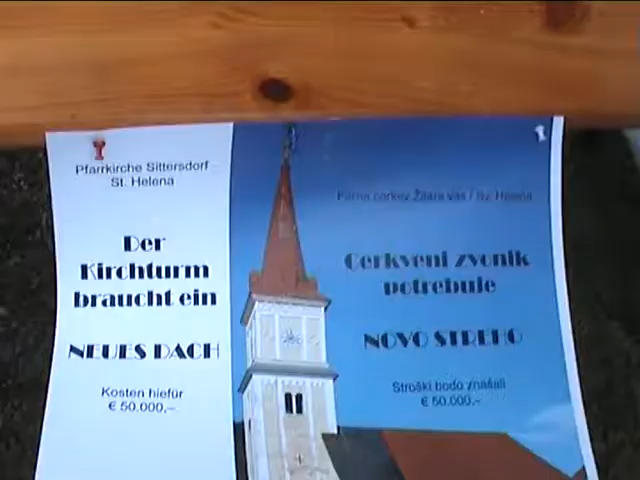 Pfarrkirche Sittersdorf
St. Helena
Der
Kirchturm
braucht ein
NEUES DACH
Kosten hiefür
€ 50.000,–
Farna cerkev Žitara vas / Sv. Helena
Cerkveni zvonik
potrebuje
NOVO STREHO
Stroški bodo znašali
€ 50.000,–